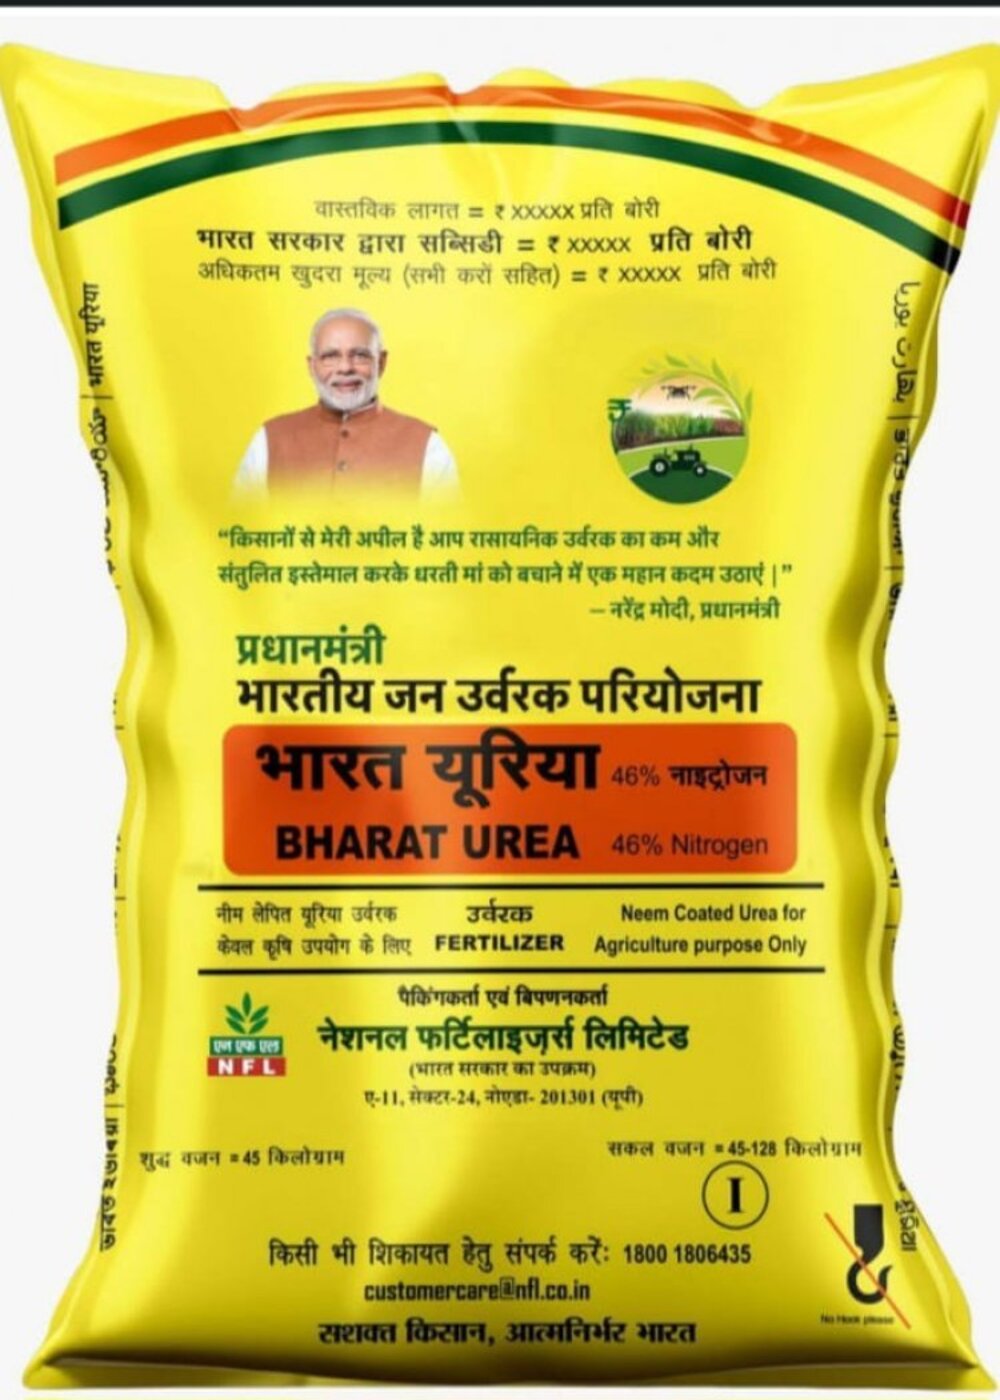 वास्तविक लागत = ₹ xxxxx प्रति बोरी
भारत सरकार द्वारा सब्सिडी = ₹ xxxxx प्रति बोरी
अधिकतम खुदरा मूल्य (सभी करों सहित) = ₹ xxxxx प्रति बोरी
“किसानों से मेरी अपील है आप रासायनिक उर्वरक का कम और
संतुलित इस्तेमाल करके धरती मां को बचाने में एक महान कदम उठाएं |”
– नरेंद्र मोदी, प्रधानमंत्री
प्रधानमंत्री
भारतीय जन उर्वरक परियोजना
भारत यूरिया 46% नाइट्रोजन
BHARAT UREA 46% Nitrogen
नीम लेपित यूरिया उर्वरक
केवल कृषि उपयोग के लिए
उर्वरक
FERTILIZER
Neem Coated Urea for
Agriculture purpose Only
पैकिंगकर्ता एवं बिपणनकर्ता
एन एफ एल
NFL
नेशनल फर्टिलाइज़र्स लिमिटेड
(भारत सरकार का उपक्रम)
ए-11, सेक्टर-24, नोएडा- 201301 (यूपी)
शुद्ध वजन = 45 किलोग्राम
सकल वजन = 45-128 किलोग्राम
I
किसी भी शिकायत हेतु संपर्क करें: 1800 1806435
customercare@nfl.co.in
सशक्त किसान, आत्मनिर्भर भारत
No Hook please
भारत यूरिया